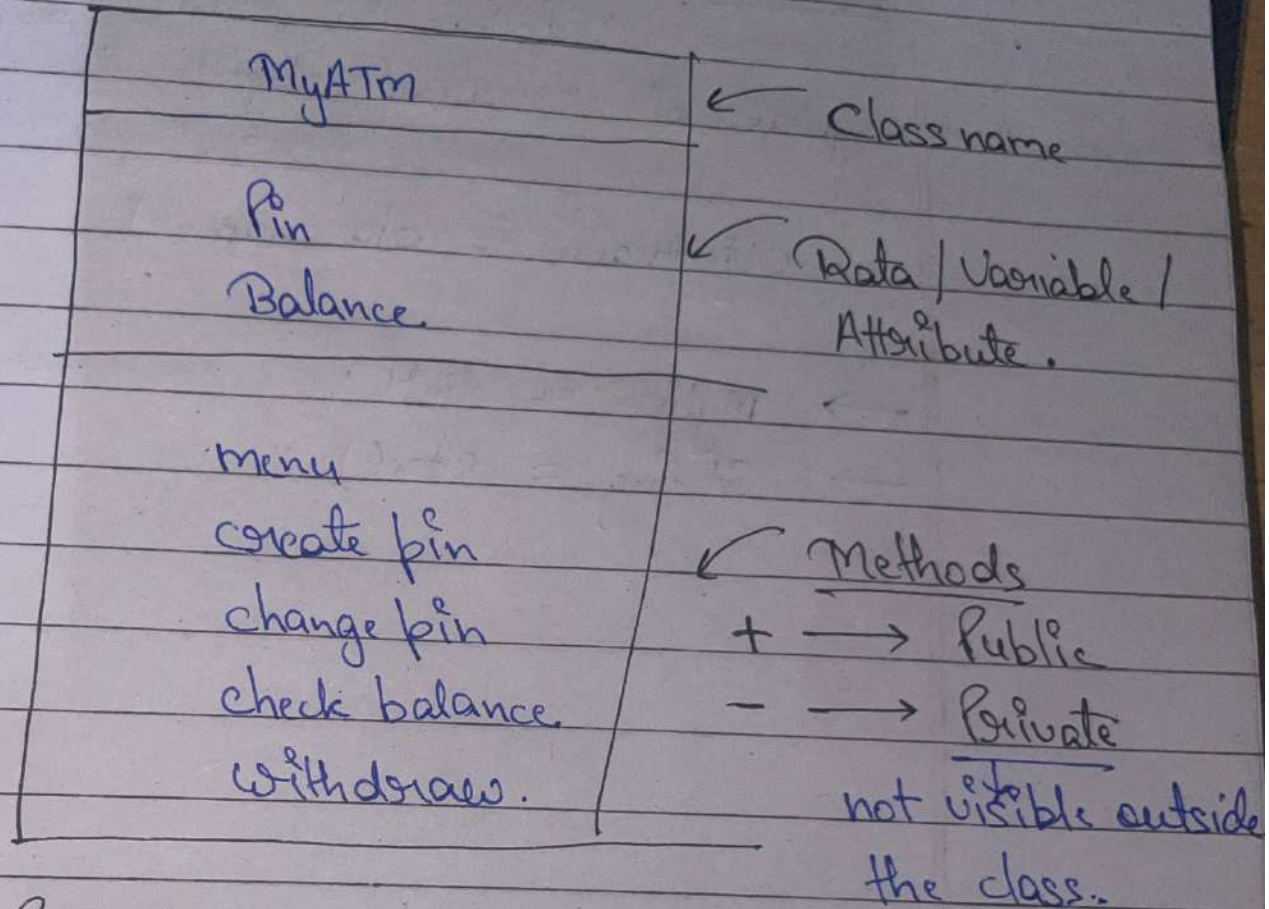 MyATM
← Class name
Pin
Balance.
← Data / Variable /
Attribute.
menu
create pin
change pin
check balance.
withdraw.
← Methods
+ → Public
- → Private
not visible outside
the class..